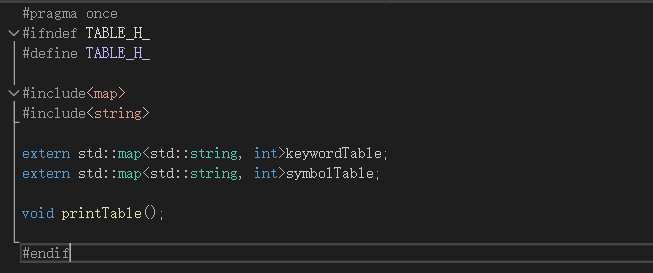 #pragma once
#ifndef TABLE_H_
#define TABLE_H_
#include<map>
#include<string>
extern std::map<std::string, int>keywordTable;
extern std::map<std::string, int>symbolTable;
void printTable();
#endif